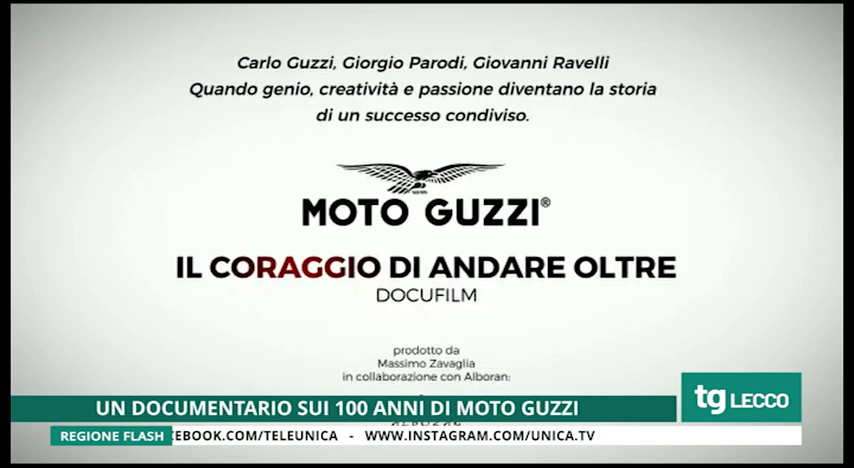 Carlo Guzzi, Giorgio Parodi, Giovanni Ravelli
Quando genio, creatività e passione diventano la storia
di un successo condiviso.
MOTO GUZZI®
IL CORAGGIO DI ANDARE OLTRE
DOCUFILM
prodotto da
Massimo Zavaglia
in collaborazione con Alboran:
UN DOCUMENTARIO SUI 100 ANNI DI MOTO GUZZI
tg LECCO
REGIONE FLASH
CEBOOK.COM/TELEUNICA - WWW.INSTAGRAM.COM/UNICA.TV